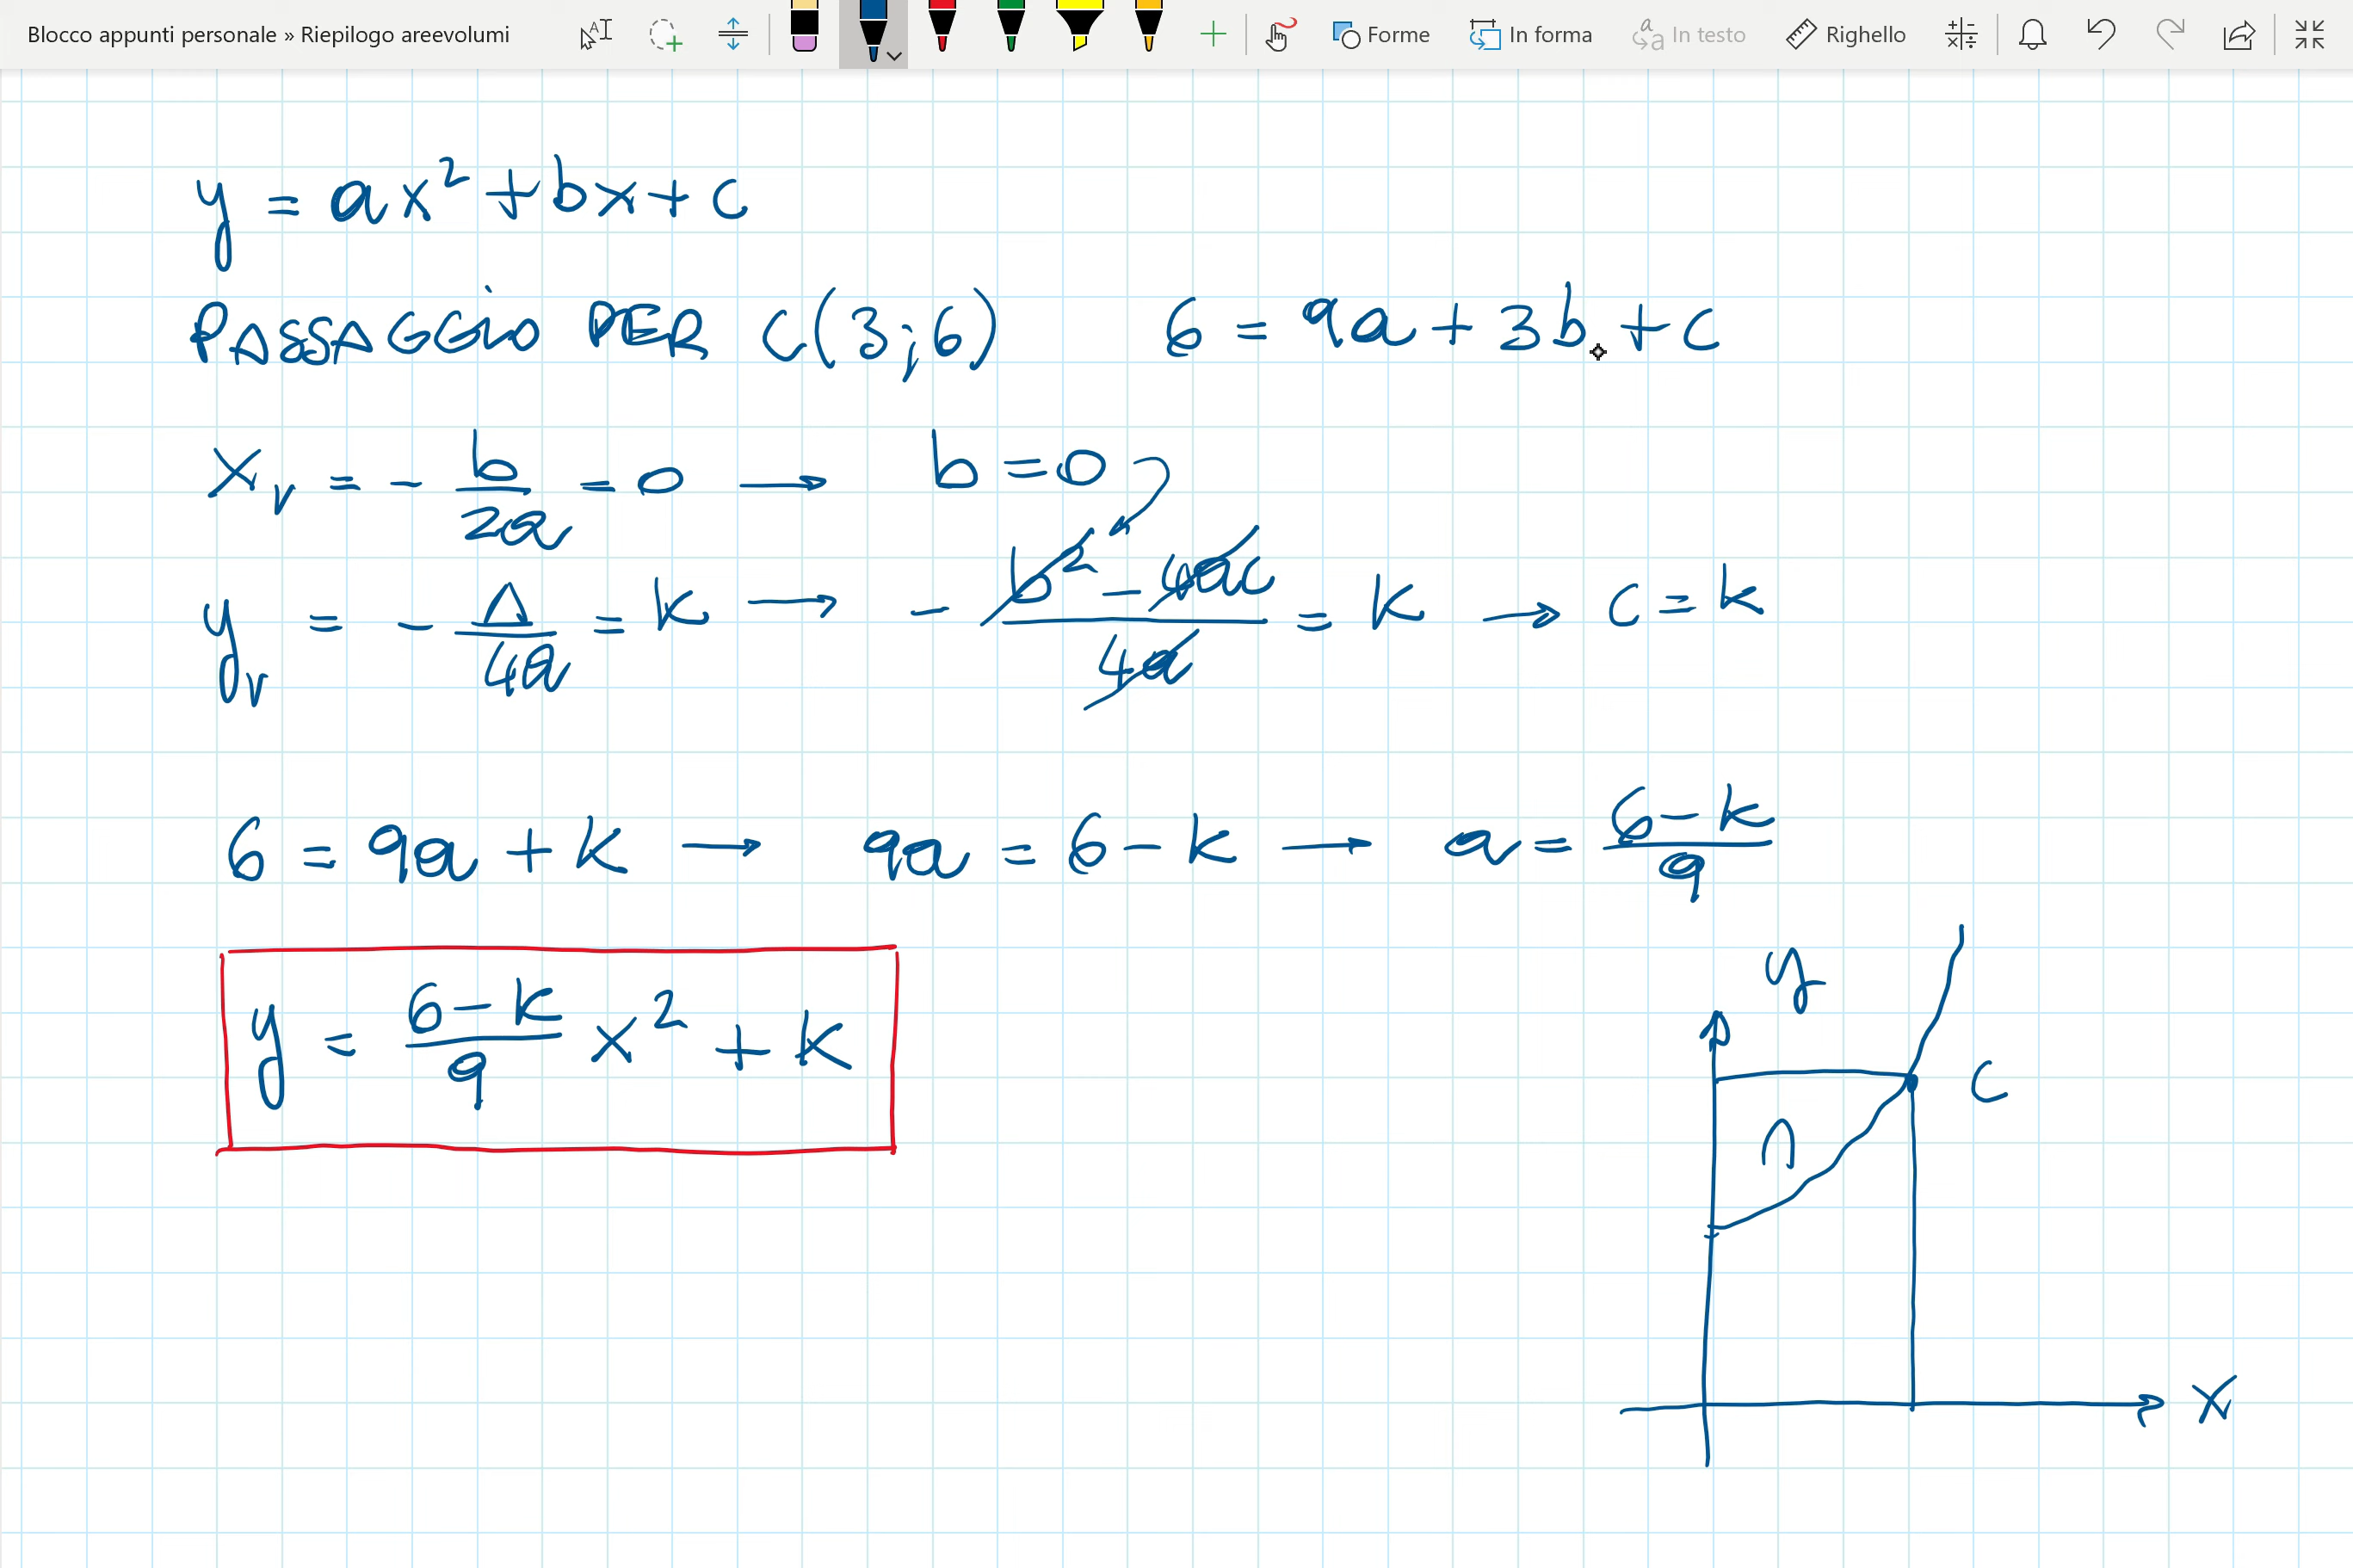 Blocco appunti personale » Riepilogo areevolumi Forme In forma In testo Righello
y = ax² + bx + c
PASSAGGIO PER C(3;6) 6 = 9a + 3b + c
xᵥ = - b/2a = 0 → b = 0
yᵥ = - Δ/4a = k → - (b² - 4ac)/4a = k → c = k
6 = 9a + k → 9a = 6 - k → a = (6 - k)/9
y = (6 - k)/9 x² + k
y
C
x